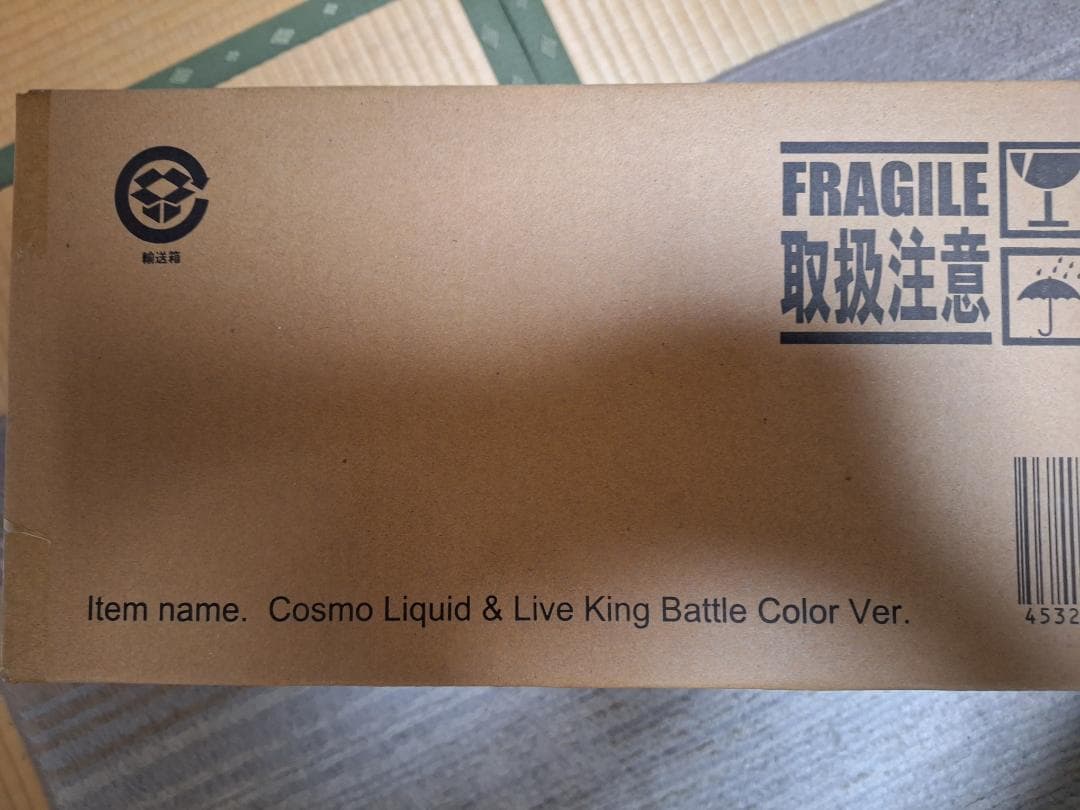 輸送箱
FRAGILE
取扱注意
Item name. Cosmo Liquid & Live King Battle Color Ver.
4532